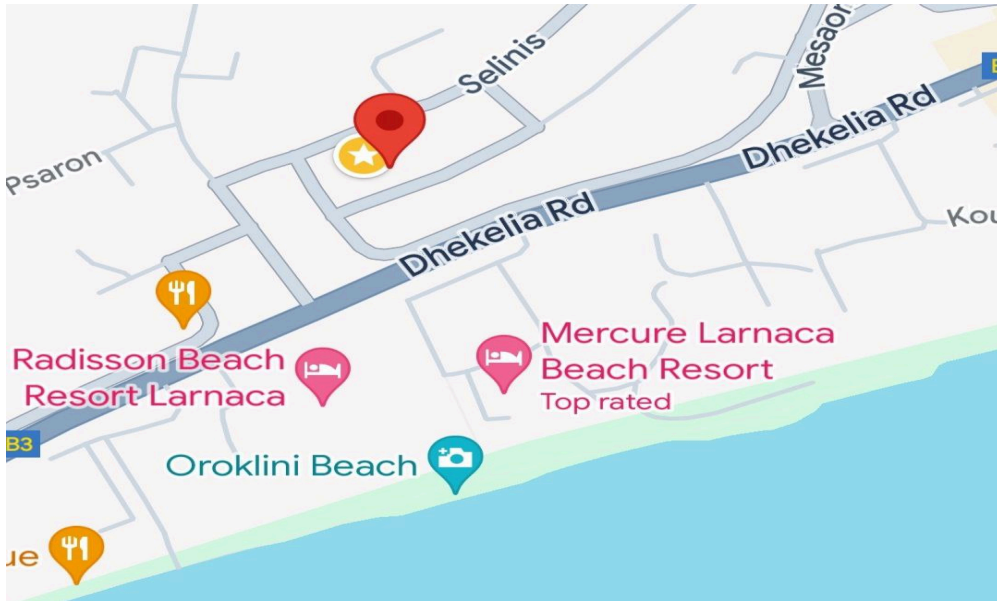 Selinis
Mesaor
Dhekelia Rd
Psaron
Kou
Dhekelia Rd
Mercure Larnaca
Beach Resort
Top rated
Radisson Beach
Resort Larnaca
B3
Oroklini Beach
ue